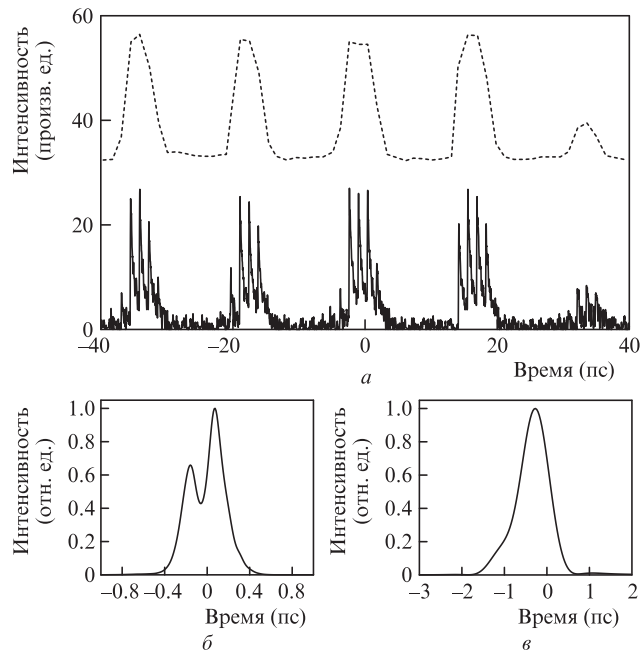 Интенсивность
(произв. ед.)
60
40
20
0
–40
–20
0
20
40
Время (пс)
а
Интенсивность
(отн. ед.)
1.0
0.8
0.6
0.4
0.2
0
–0.8
–0.4
0
0.4
0.8
Время (пс)
б
Интенсивность
(отн. ед.)
1.0
0.8
0.6
0.4
0.2
0
–3
–2
–1
0
1
2
Время (пс)
в